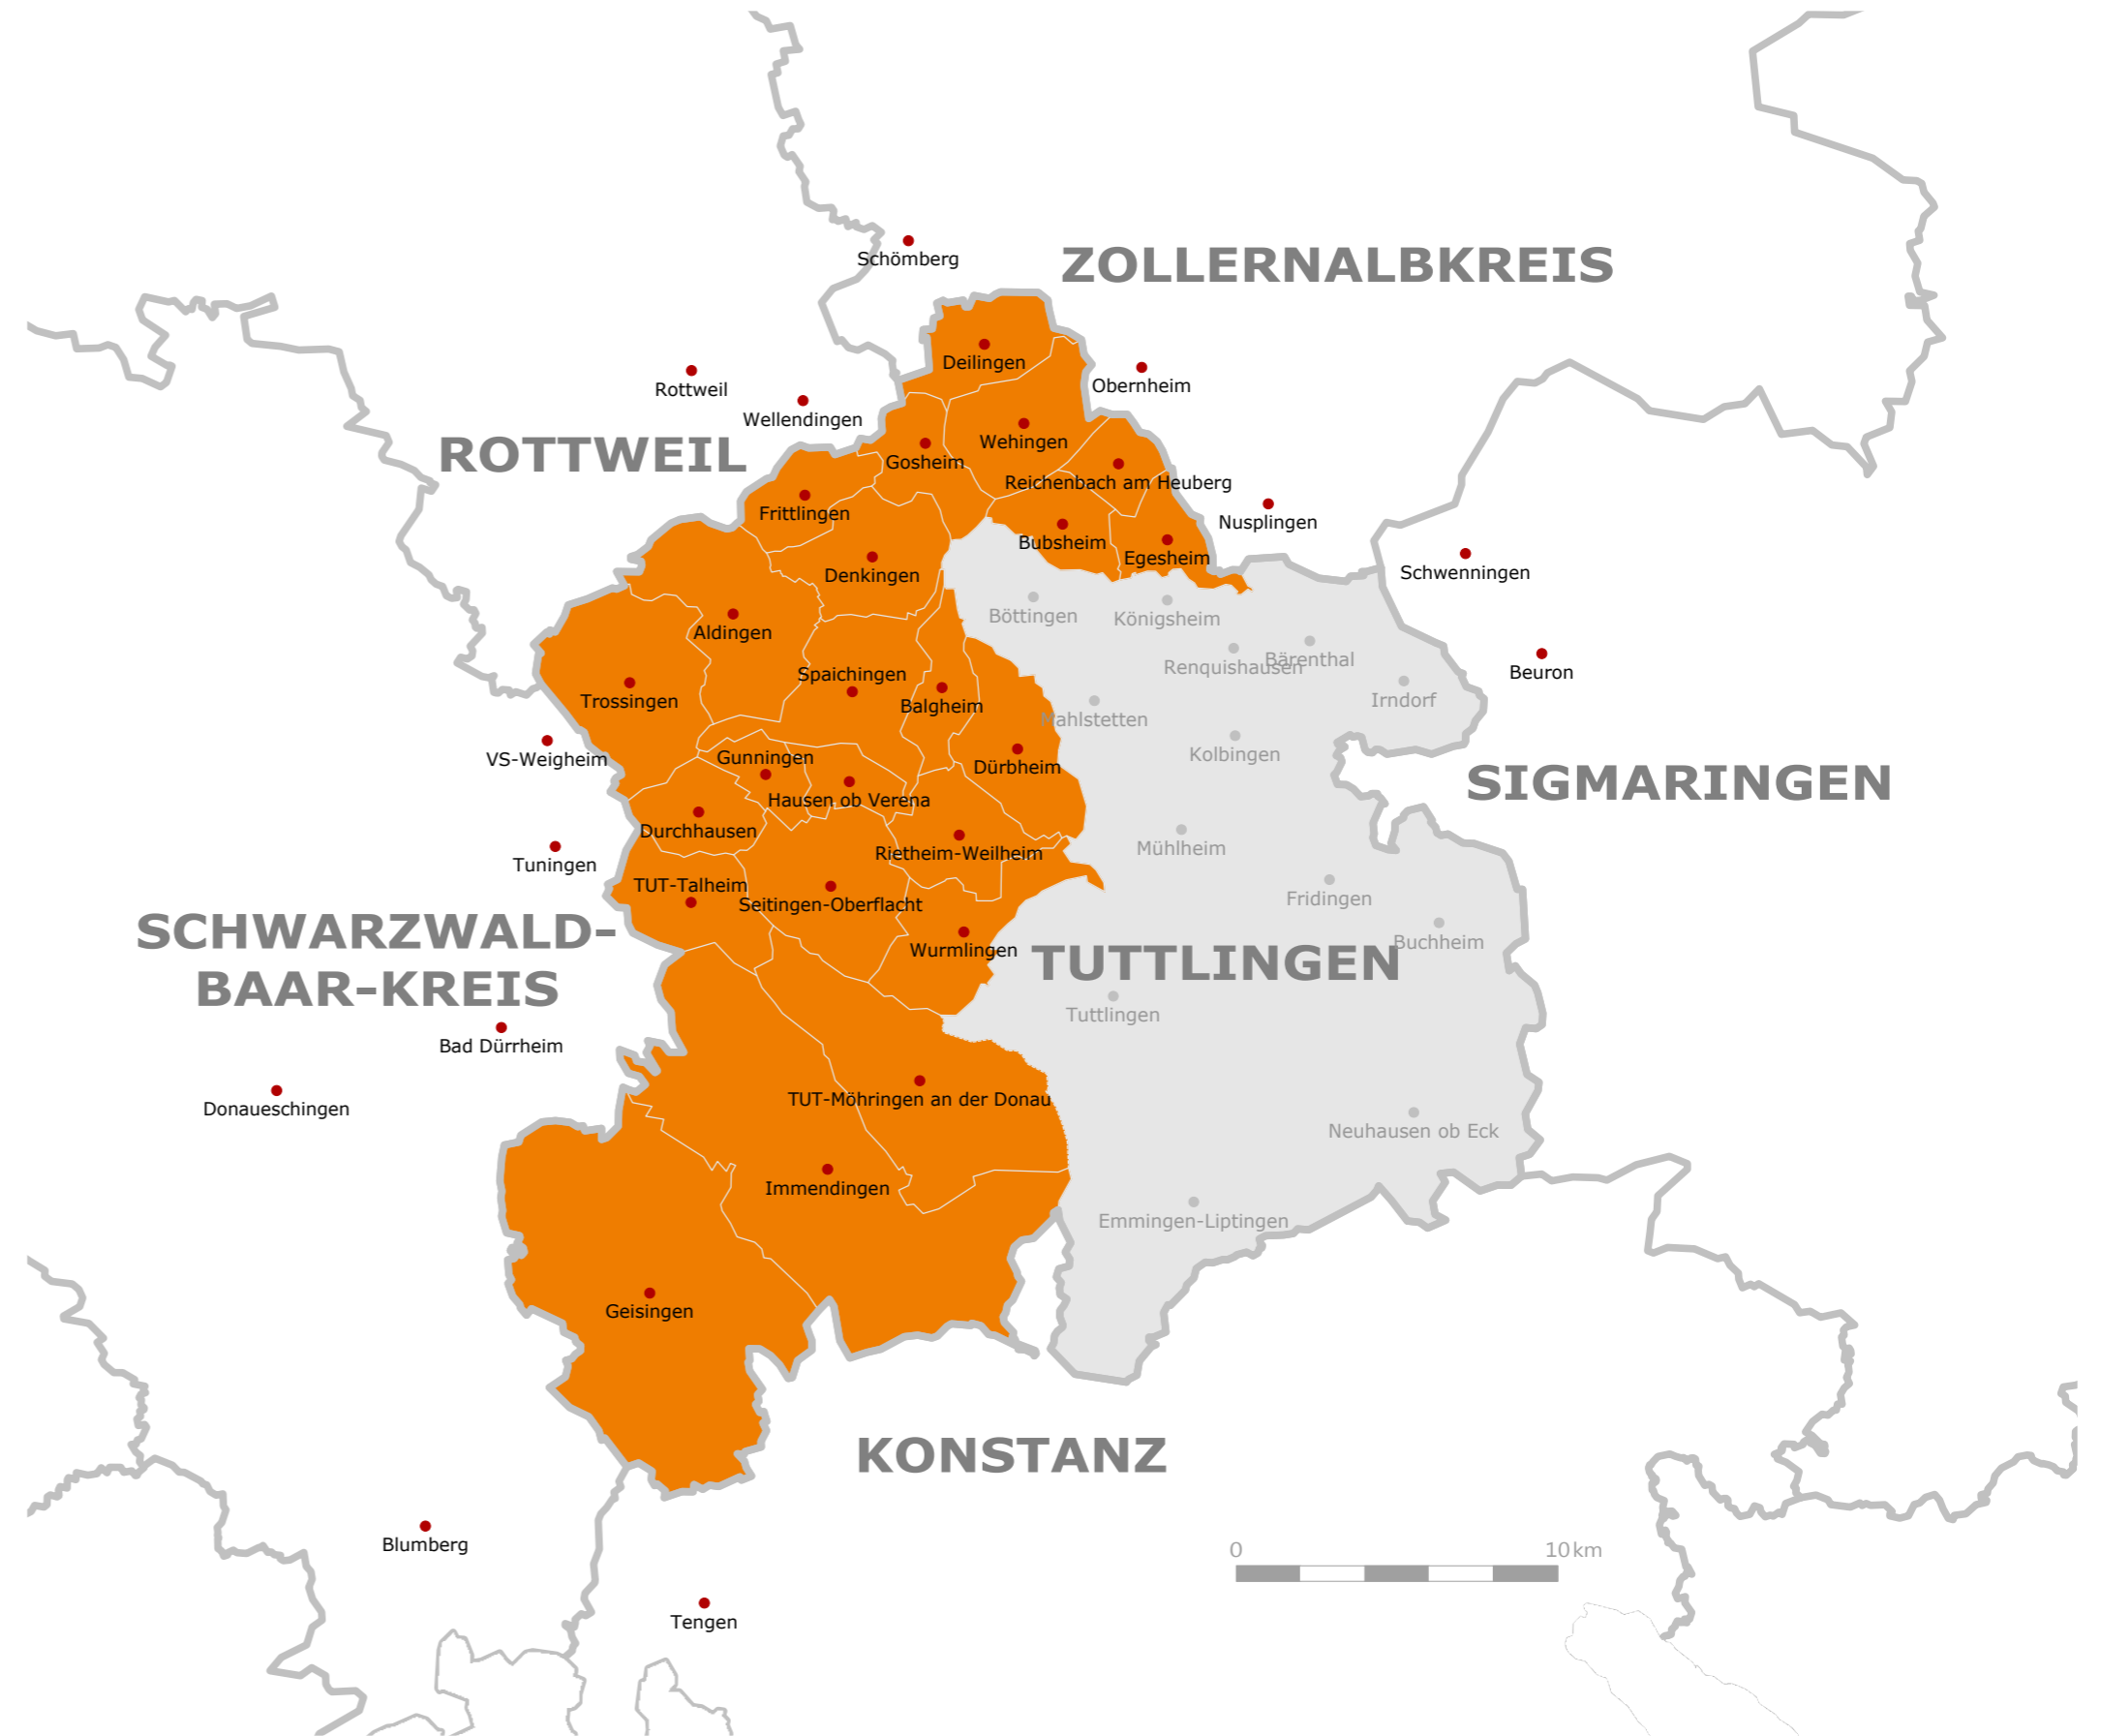 Schömberg
ZOLLERNALBKREIS
Deilingen
Rottweil
Obernheim
Wellendingen
ROTTWEIL
Wehingen
Gosheim
Reichenbach am Heuberg
Frittlingen
Nusplingen
Bubsheim
Egesheim
Denkingen
Schwenningen
Böttingen
Königsheim
Aldingen
Bärenthal
Renquishausen
Beuron
Spaichingen
Trossingen
Balgheim
Irndorf
Mahlstetten
VS-Weigheim
Gunningen
Kolbingen
Dürbheim
SIGMARINGEN
Hausen ob Verena
Durchhausen
Mühlheim
Rietheim-Weilheim
Tuningen
TUT-Talheim
Fridingen
Seitingen-Oberflacht
SCHWARZWALD-
BAAR-KREIS
Buchheim
Wurmlingen
TUTTLINGEN
Tuttlingen
Bad Dürrheim
TUT-Möhringen an der Donau
Donaueschingen
Neuhausen ob Eck
Immendingen
Emmingen-Liptingen
Geisingen
KONSTANZ
Blumberg
0
10 km
Tengen